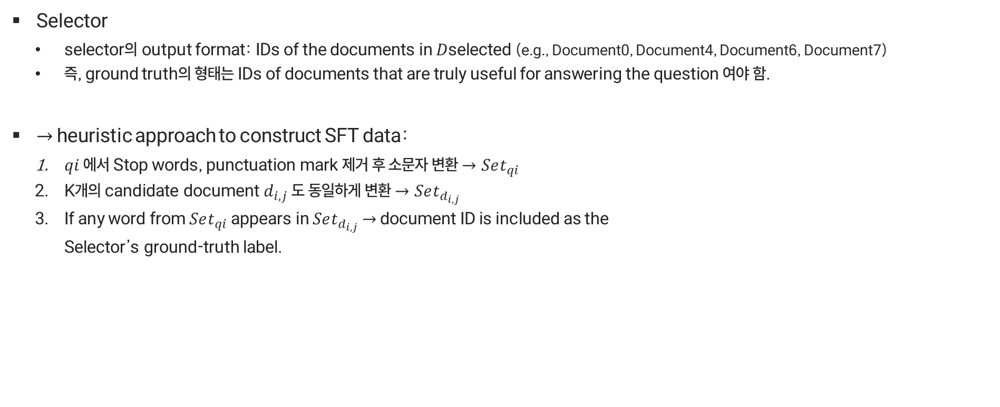 ▪ Selector
• selector의 output format: IDs of the documents in 𝐷selected (e.g., Document0, Document4, Document6, Document7)
• 즉, ground truth의 형태는 IDs of documents that are truly useful for answering the question 여야 함.
▪ → heuristic approach to construct SFT data:
1. qi 에서 Stop words, punctuation mark 제거 후 소문자 변환 → Set_{qi}
2. K개의 candidate document d_{i,j} 도 동일하게 변환 → Set_{d_{i,j}}
3. If any word from Set_{qi} appears in Set_{d_{i,j}} → document ID is included as the
Selector’s ground-truth label.